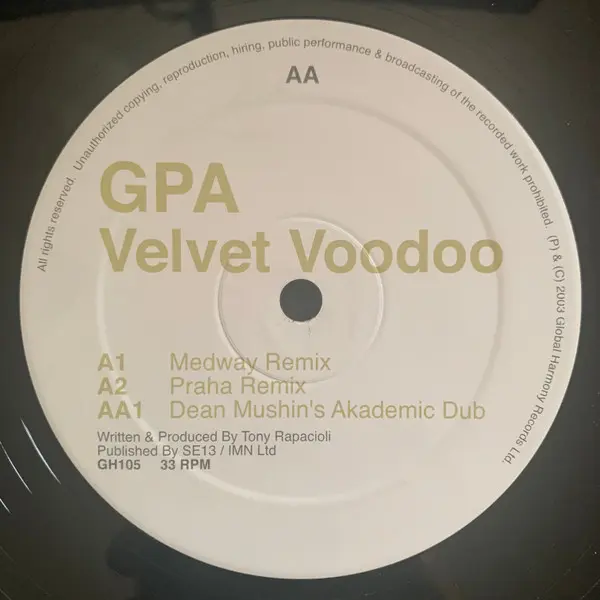 All rights reserved. Unauthorized copying, reproduction, hiring, public performance & broadcasting of the recorded work prohibited. (P) & (C) 2003 Global Harmony Records Ltd.
AA
GPA
Velvet Voodoo
A1 Medway Remix
A2 Praha Remix
AA1 Dean Mushin's Akademic Dub
Written & Produced By Tony Rapacioli
Published By SE13 / IMN Ltd
GH105 33 RPM